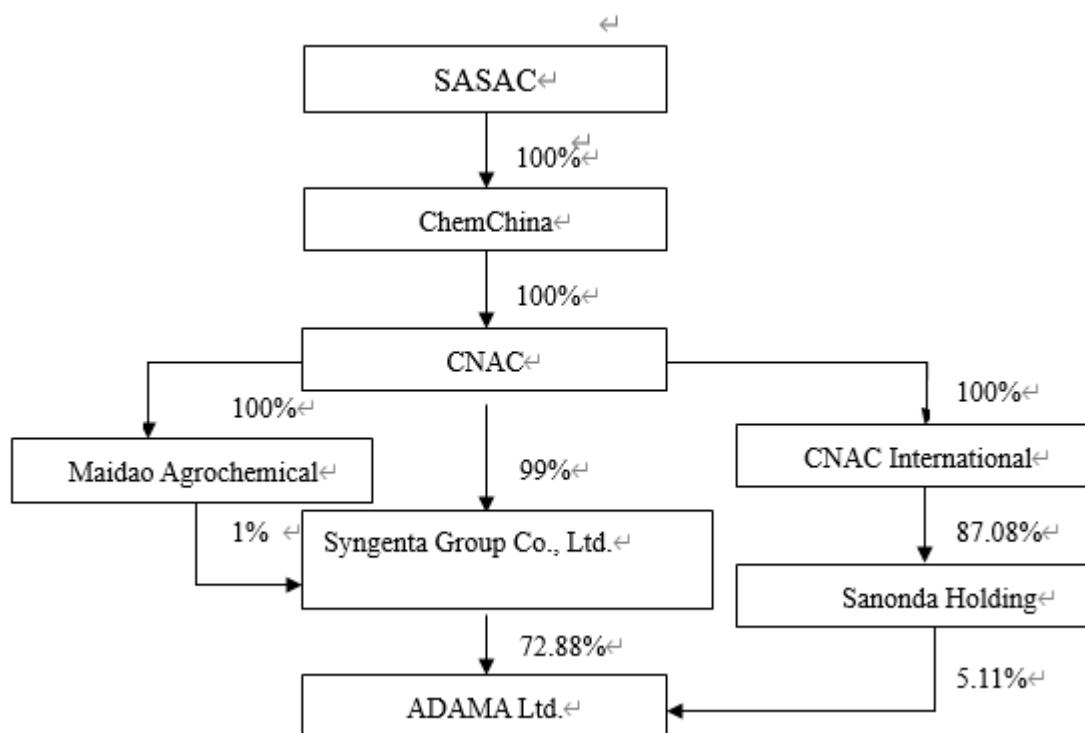 SASAC
100%
ChemChina
100%
CNAC
100%
100%
Maidao Agrochemical
99%
CNAC International
1%
Syngenta Group Co., Ltd.
87.08%
Sanonda Holding
72.88%
5.11%
ADAMA Ltd.